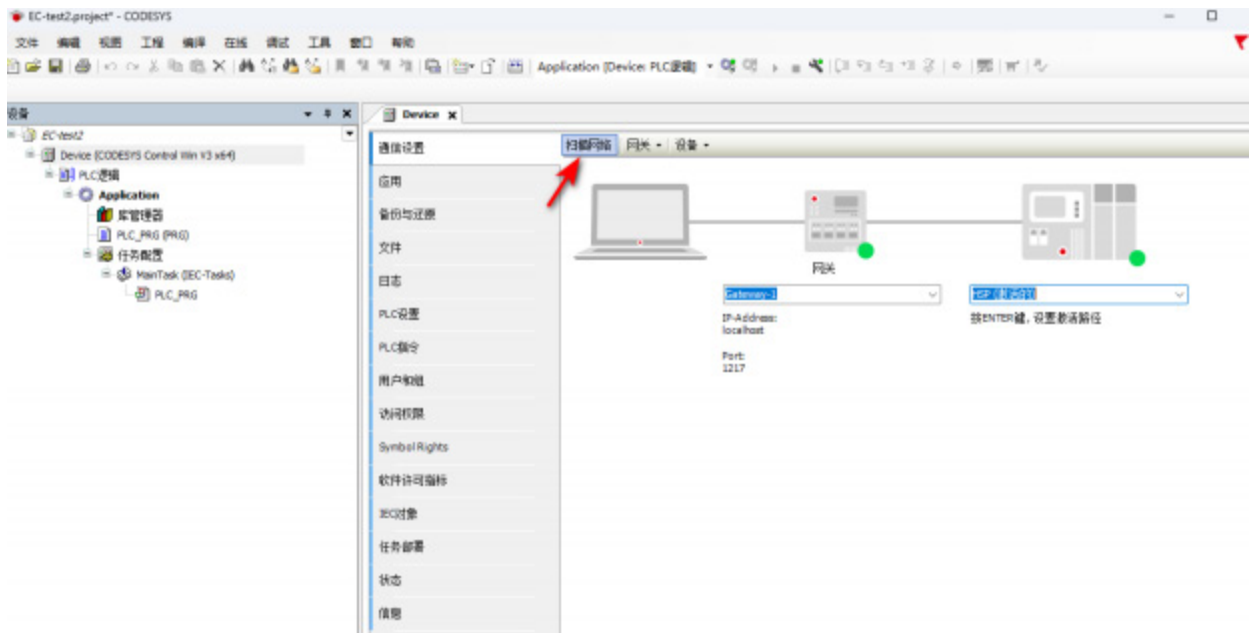 EC-test2.project* - CODESYS
文件 编辑 视图 工程 编译 在线 调试 工具 窗口 帮助
Application [Device: PLC逻辑]
设备
Device
EC-test2
Device (CODESYS Control Win V3 x64)
PLC逻辑
Application
库管理器
PLC_PRG (PRG)
任务配置
MainTask (IEC-Tasks)
PLC_PRG
通信设置
应用
备份与还原
文件
日志
PLC设置
PLC指令
用户和组
访问权限
Symbol Rights
软件许可指标
IEC对象
任务部署
状态
信息
扫描网络 网关 设备
网关
Gateway-1
IP-Address:
localhost
Port:
1217
HSP (激活的)
按ENTER键，设置激活路径